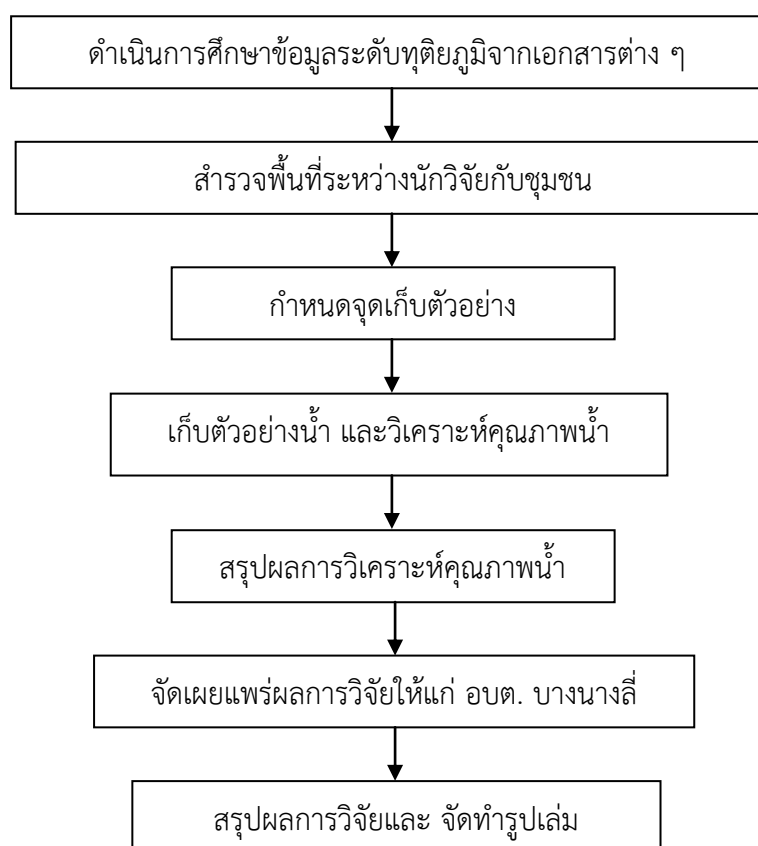 ดำเนินการศึกษาข้อมูลระดับทุติยภูมิจากเอกสารต่าง ๆ
สำรวจพื้นที่ระหว่างนักวิจัยกับชุมชน
กำหนดจุดเก็บตัวอย่าง
เก็บตัวอย่างน้ำ และวิเคราะห์คุณภาพน้ำ
สรุปผลการวิเคราะห์คุณภาพน้ำ
จัดเผยแพร่ผลการวิจัยให้แก่ อบต. บางนางลี่
สรุปผลการวิจัยและ จัดทำรูปเล่ม